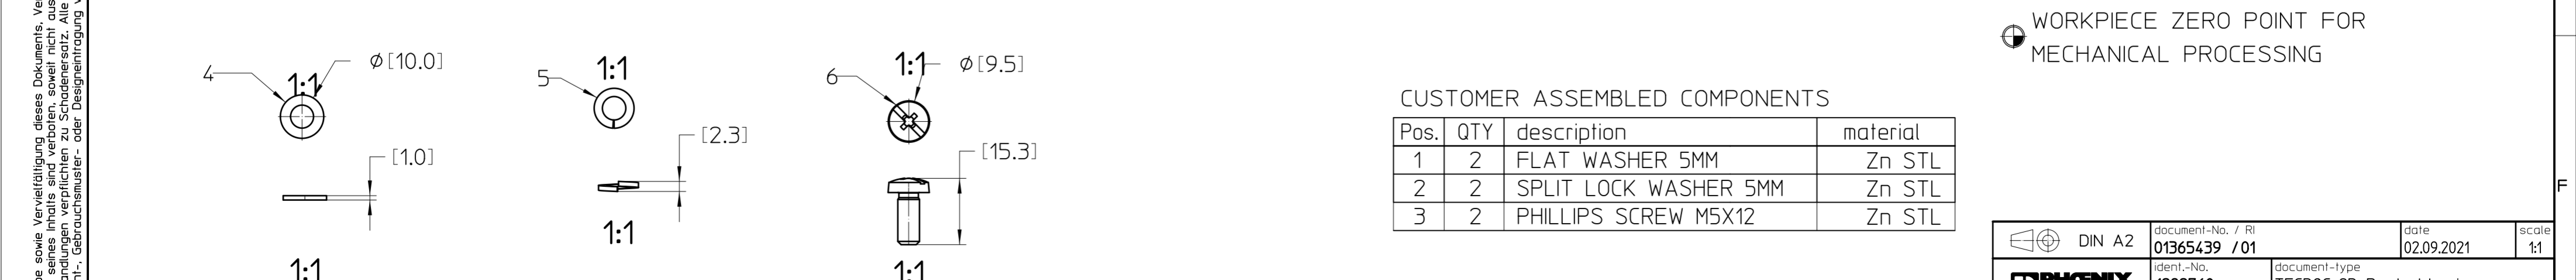 be sowie Vervielfältigung dieses Dokuments, Ve
seines Inhalts sind verboten, soweit nicht aus
andlungen verpflichten zu Schadenersatz. Alle
nt-, Gebrauchsmuster- oder Designeintragung
4
1:1
Ø[10.0]
[1.0]
1:1
5
1:1
[2.3]
1:1
6
1:1
Ø[9.5]
[15.3]
1:1
CUSTOMER ASSEMBLED COMPONENTS
Pos. QTY description material
1 2 FLAT WASHER 5MM Zn STL
2 2 SPLIT LOCK WASHER 5MM Zn STL
3 2 PHILLIPS SCREW M5X12 Zn STL
WORKPIECE ZERO POINT FOR
MECHANICAL PROCESSING
F
DIN A2
document-No. / RI
01365439 /01
date
02.09.2021
scale
1:1
PHŒNIX
ident.-No.
document-type